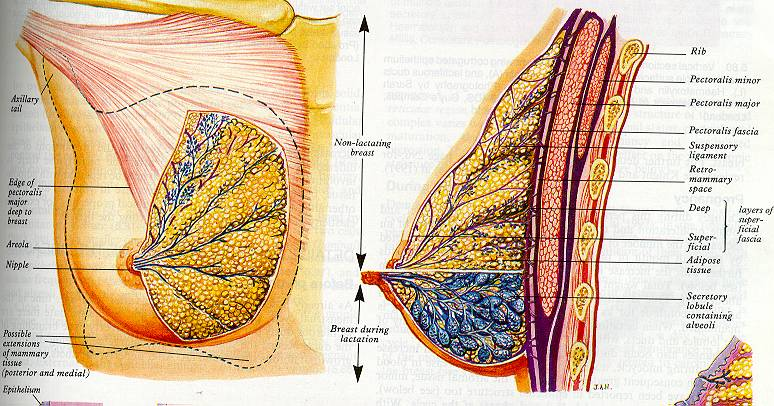 Axillary
tail
Edge of
pectoralis
major
deep to
breast
Areola
Nipple
Possible
extensions
of mammary
tissue
(posterior and medial)
Epithelium
Non-lactating
breast
Breast during
lactation
Rib
Pectoralis minor
Pectoralis major
Pectoralis fascia
Suspensory
ligament
Retro-
mammary
space
Deep
layers of
super-
ficial
fascia
Super-
ficial
Adipose
tissue
Secretory
lobule
containing
alveoli